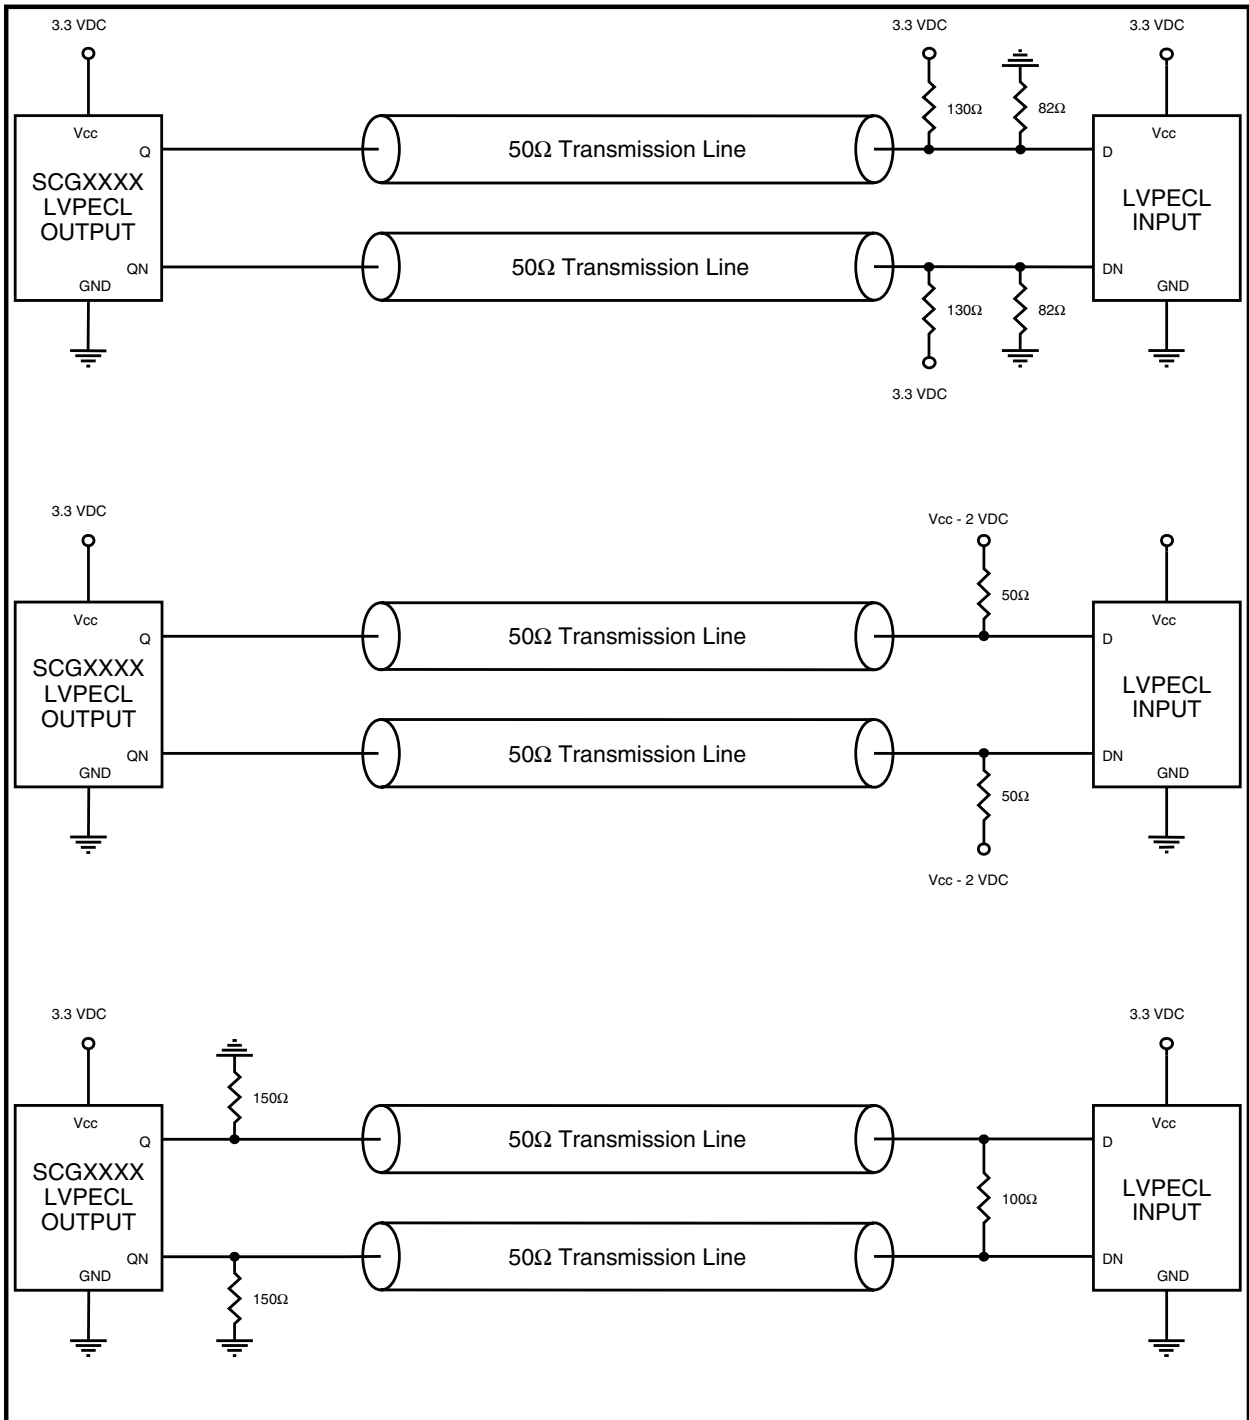 3.3 VDC
3.3 VDC
3.3 VDC
130Ω
82Ω
Vcc
Q
SCGXXXX
LVPECL
OUTPUT
QN
GND
50Ω Transmission Line
50Ω Transmission Line
Vcc
D
LVPECL
INPUT
DN
GND
130Ω
82Ω
3.3 VDC
3.3 VDC
Vcc - 2 VDC
50Ω
Vcc
Q
SCGXXXX
LVPECL
OUTPUT
QN
GND
50Ω Transmission Line
50Ω Transmission Line
Vcc
D
LVPECL
INPUT
DN
GND
50Ω
Vcc - 2 VDC
3.3 VDC
3.3 VDC
150Ω
Vcc
Q
SCGXXXX
LVPECL
OUTPUT
QN
GND
150Ω
50Ω Transmission Line
50Ω Transmission Line
100Ω
Vcc
D
LVPECL
INPUT
DN
GND